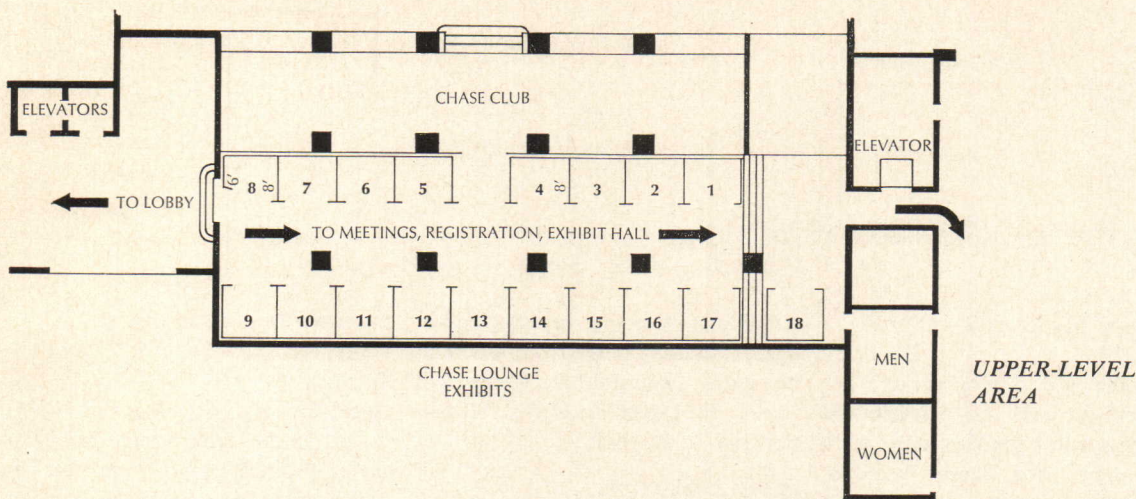 CHASE CLUB
ELEVATORS
ELEVATOR
6' 8 8' 7 6 5 4 8' 3 2 1
TO LOBBY
TO MEETINGS, REGISTRATION, EXHIBIT HALL
9 10 11 12 13 14 15 16 17 18
CHASE LOUNGE
EXHIBITS
MEN
UPPER-LEVEL
AREA
WOMEN